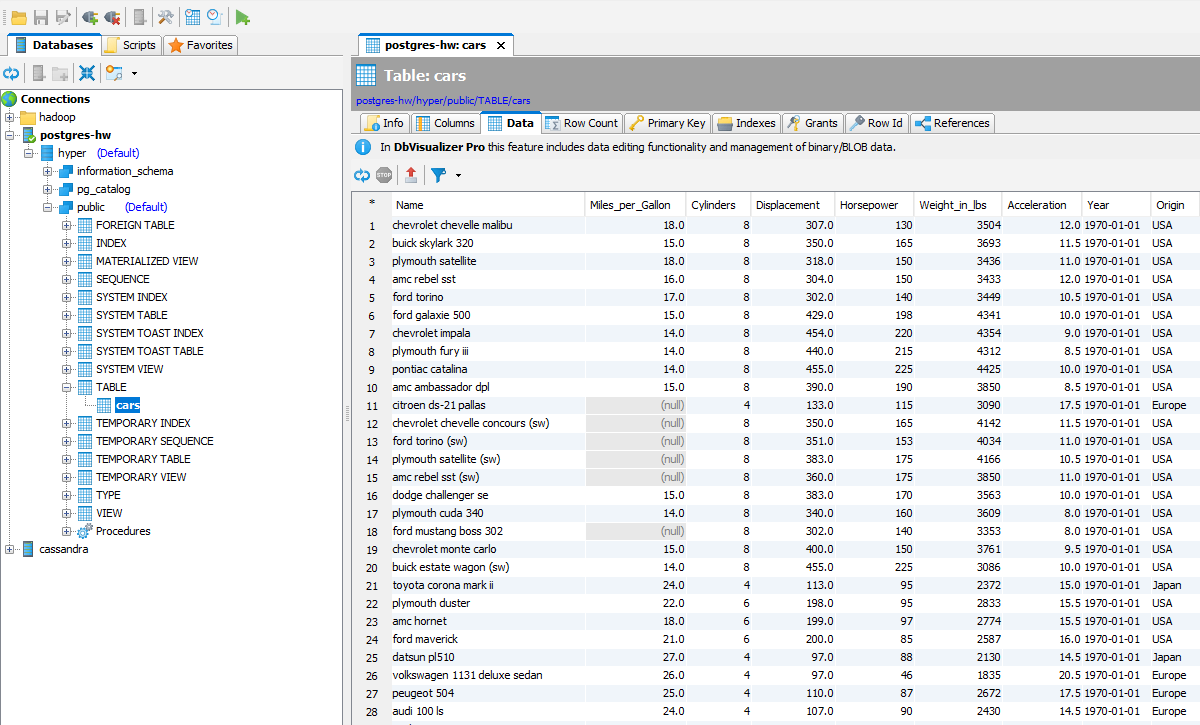 Databases Scripts Favorites
Connections
hadoop
postgres-hw
hyper (Default)
information_schema
pg_catalog
public (Default)
FOREIGN TABLE
INDEX
MATERIALIZED VIEW
SEQUENCE
SYSTEM INDEX
SYSTEM TABLE
SYSTEM TOAST INDEX
SYSTEM TOAST TABLE
SYSTEM VIEW
TABLE
cars
TEMPORARY INDEX
TEMPORARY SEQUENCE
TEMPORARY TABLE
TEMPORARY VIEW
TYPE
VIEW
Procedures
cassandra
postgres-hw: cars
Table: cars
postgres-hw/hyper/public/TABLE/cars
Info Columns Data Row Count Primary Key Indexes Grants Row Id References
In DbVisualizer Pro this feature includes data editing functionality and management of binary/BLOB data.
STOP
* Name Miles_per_Gallon Cylinders Displacement Horsepower Weight_in_lbs Acceleration Year Origin
1 chevrolet chevelle malibu 18.0 8 307.0 130 3504 12.0 1970-01-01 USA
2 buick skylark 320 15.0 8 350.0 165 3693 11.5 1970-01-01 USA
3 plymouth satellite 18.0 8 318.0 150 3436 11.0 1970-01-01 USA
4 amc rebel sst 16.0 8 304.0 150 3433 12.0 1970-01-01 USA
5 ford torino 17.0 8 302.0 140 3449 10.5 1970-01-01 USA
6 ford galaxie 500 15.0 8 429.0 198 4341 10.0 1970-01-01 USA
7 chevrolet impala 14.0 8 454.0 220 4354 9.0 1970-01-01 USA
8 plymouth fury iii 14.0 8 440.0 215 4312 8.5 1970-01-01 USA
9 pontiac catalina 14.0 8 455.0 225 4425 10.0 1970-01-01 USA
10 amc ambassador dpl 15.0 8 390.0 190 3850 8.5 1970-01-01 USA
11 citroen ds-21 pallas (null) 4 133.0 115 3090 17.5 1970-01-01 Europe
12 chevrolet chevelle concours (sw) (null) 8 350.0 165 4142 11.5 1970-01-01 USA
13 ford torino (sw) (null) 8 351.0 153 4034 11.0 1970-01-01 USA
14 plymouth satellite (sw) (null) 8 383.0 175 4166 10.5 1970-01-01 USA
15 amc rebel sst (sw) (null) 8 360.0 175 3850 11.0 1970-01-01 USA
16 dodge challenger se 15.0 8 383.0 170 3563 10.0 1970-01-01 USA
17 plymouth cuda 340 14.0 8 340.0 160 3609 8.0 1970-01-01 USA
18 ford mustang boss 302 (null) 8 302.0 140 3353 8.0 1970-01-01 USA
19 chevrolet monte carlo 15.0 8 400.0 150 3761 9.5 1970-01-01 USA
20 buick estate wagon (sw) 14.0 8 455.0 225 3086 10.0 1970-01-01 USA
21 toyota corona mark ii 24.0 4 113.0 95 2372 15.0 1970-01-01 Japan
22 plymouth duster 22.0 6 198.0 95 2833 15.5 1970-01-01 USA
23 amc hornet 18.0 6 199.0 97 2774 15.5 1970-01-01 USA
24 ford maverick 21.0 6 200.0 85 2587 16.0 1970-01-01 USA
25 datsun pl510 27.0 4 97.0 88 2130 14.5 1970-01-01 Japan
26 volkswagen 1131 deluxe sedan 26.0 4 97.0 46 1835 20.5 1970-01-01 Europe
27 peugeot 504 25.0 4 110.0 87 2672 17.5 1970-01-01 Europe
28 audi 100 ls 24.0 4 107.0 90 2430 14.5 1970-01-01 Europe